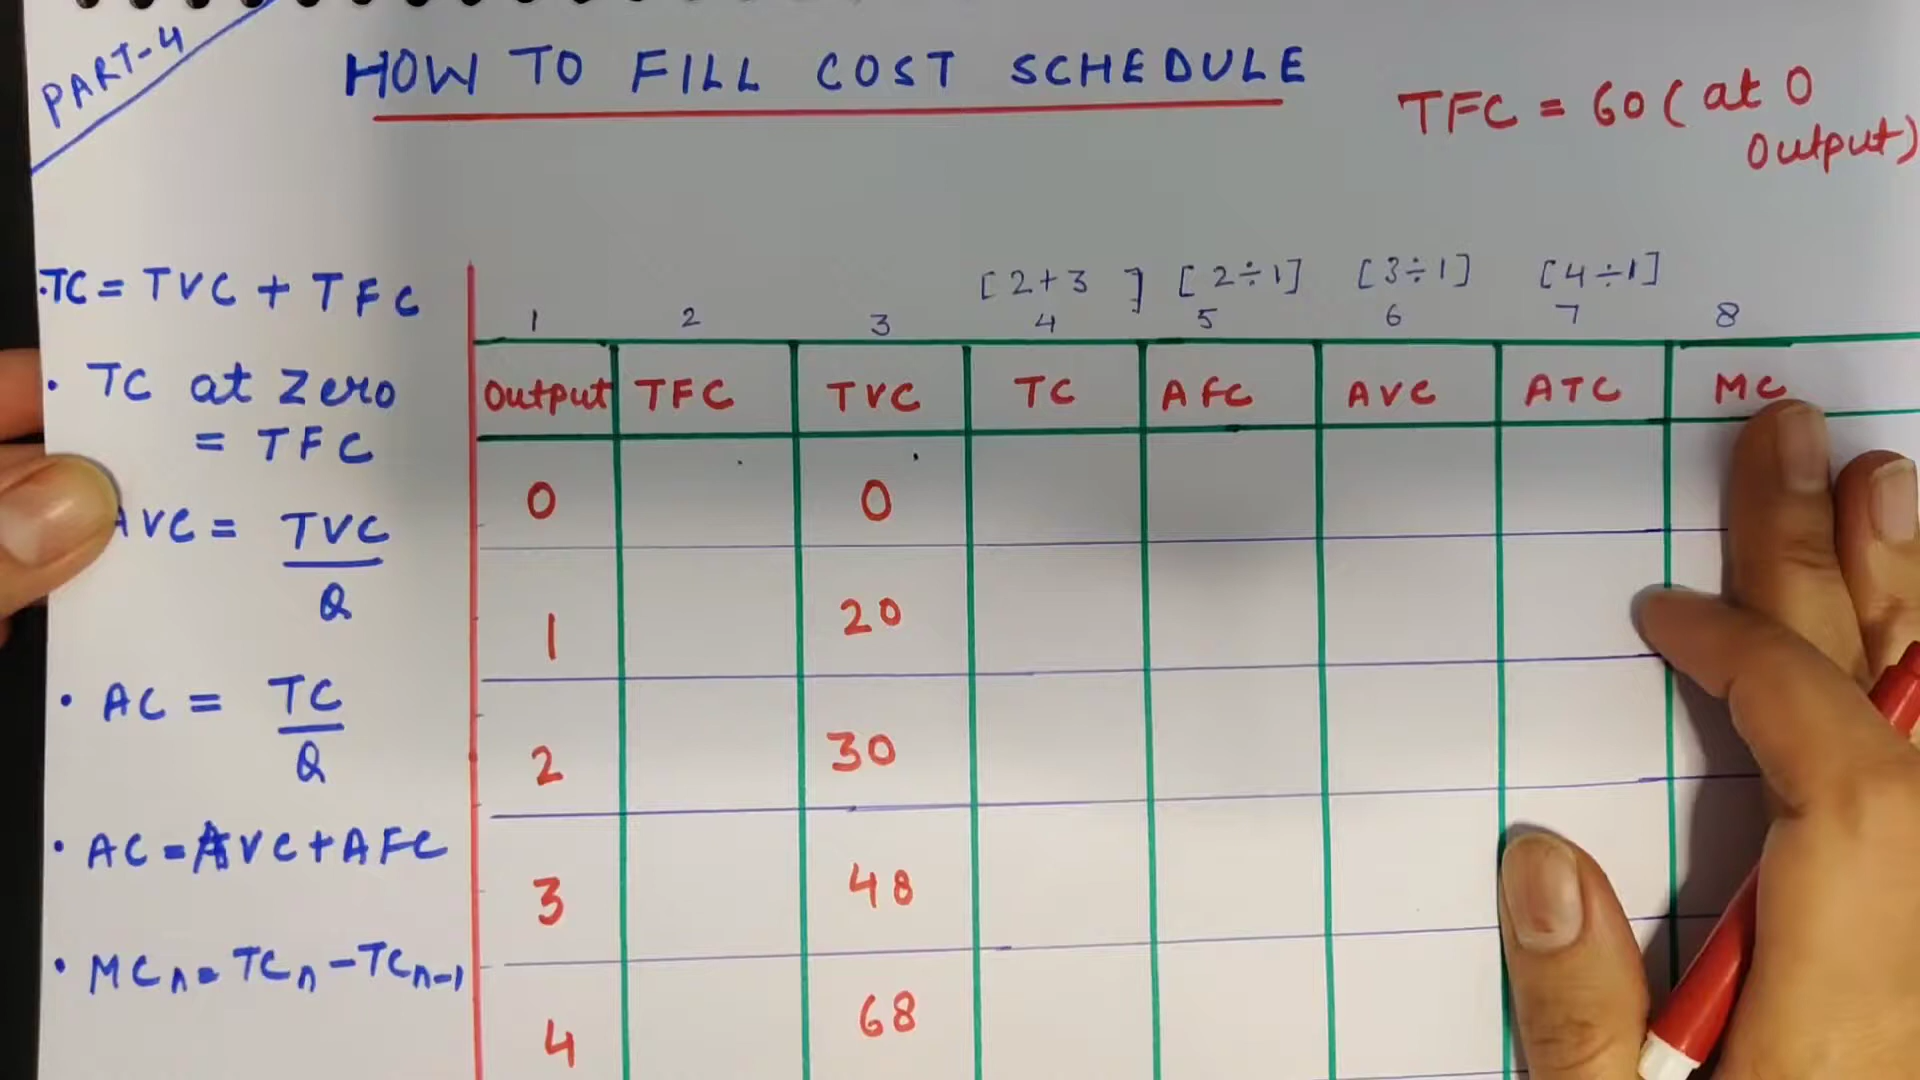 PART-4
HOW TO FILL COST SCHEDULE
TFC = 60 (at 0
output)
·TC = TVC + TFC
· TC at zero
= TFC
AVC = TVC
Q
· AC = TC
Q
· AC = AVC + AFC
· MCn = TCn - TCn-1
[2+3] [2÷1] [3÷1] [4÷1]
1 2 3 4 5 6 7 8
Output TFC TVC TC AFC AVC ATC MC
0 0
1 20
2 30
3 48
4 68